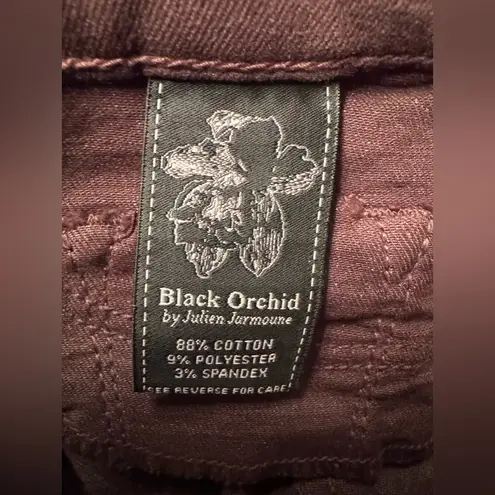 Black Orchid
by Julien Jarmoune
88% COTTON
9% POLYESTER
3% SPANDEX
SEE REVERSE FOR CARE